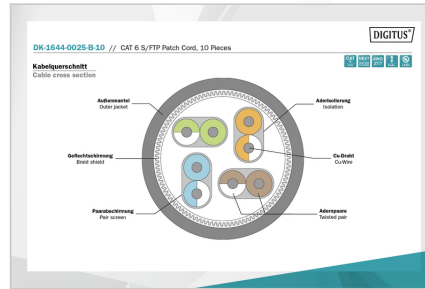 DIGITUS®
DK-1644-0025-B-10 // CAT 6 S/FTP Patch Cord, 10 Pieces
Kabelquerschnitt
Cable cross section
Außenmantel
Outer jacket
Aderisolierung
Isolation
Geflechtschirmung
Braid shield
Cu-Draht
Cu-Wire
Paarabschirmung
Pair screen
Adernpaare
Twisted pair